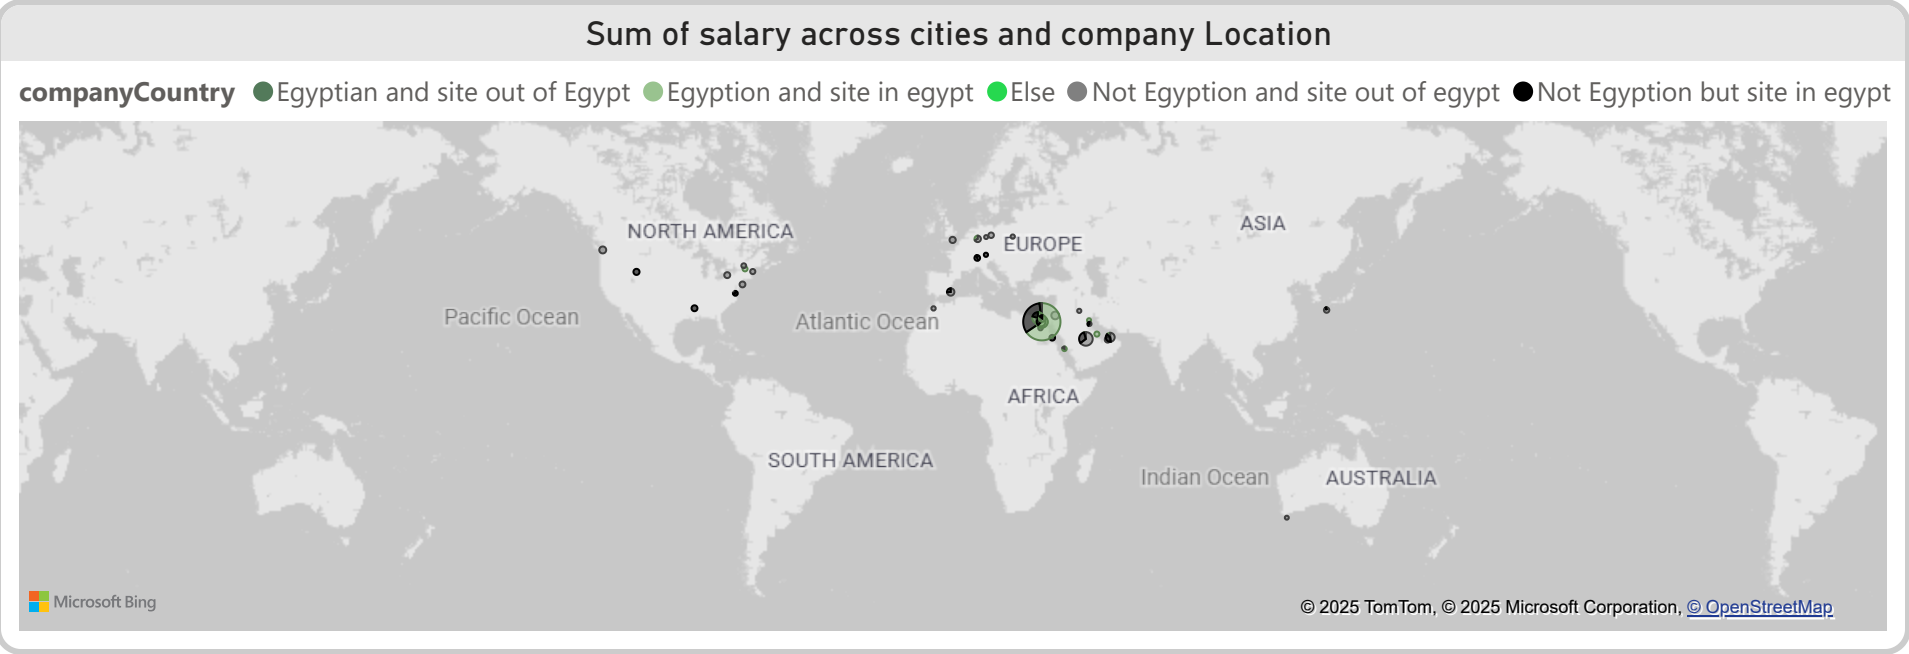 Sum of salary across cities and company Location
companyCountry Egyptian and site out of Egypt Egyption and site in egypt Else Not Egyption and site out of egypt Not Egyption but site in egypt
ASIA
NORTH AMERICA
EUROPE
Pacific Ocean
Atlantic Ocean
AFRICA
SOUTH AMERICA
Indian Ocean
AUSTRALIA
Microsoft Bing
© 2025 TomTom, © 2025 Microsoft Corporation, © OpenStreetMap